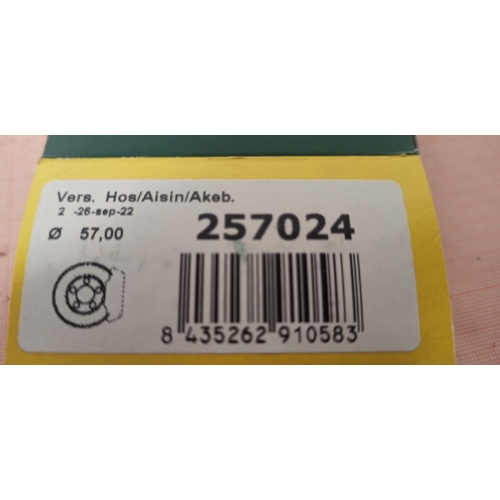 Vers. Hos/Aisin/Akeb.
2 -26-sep-22
Ø 57,00
257024
8 435262 910583